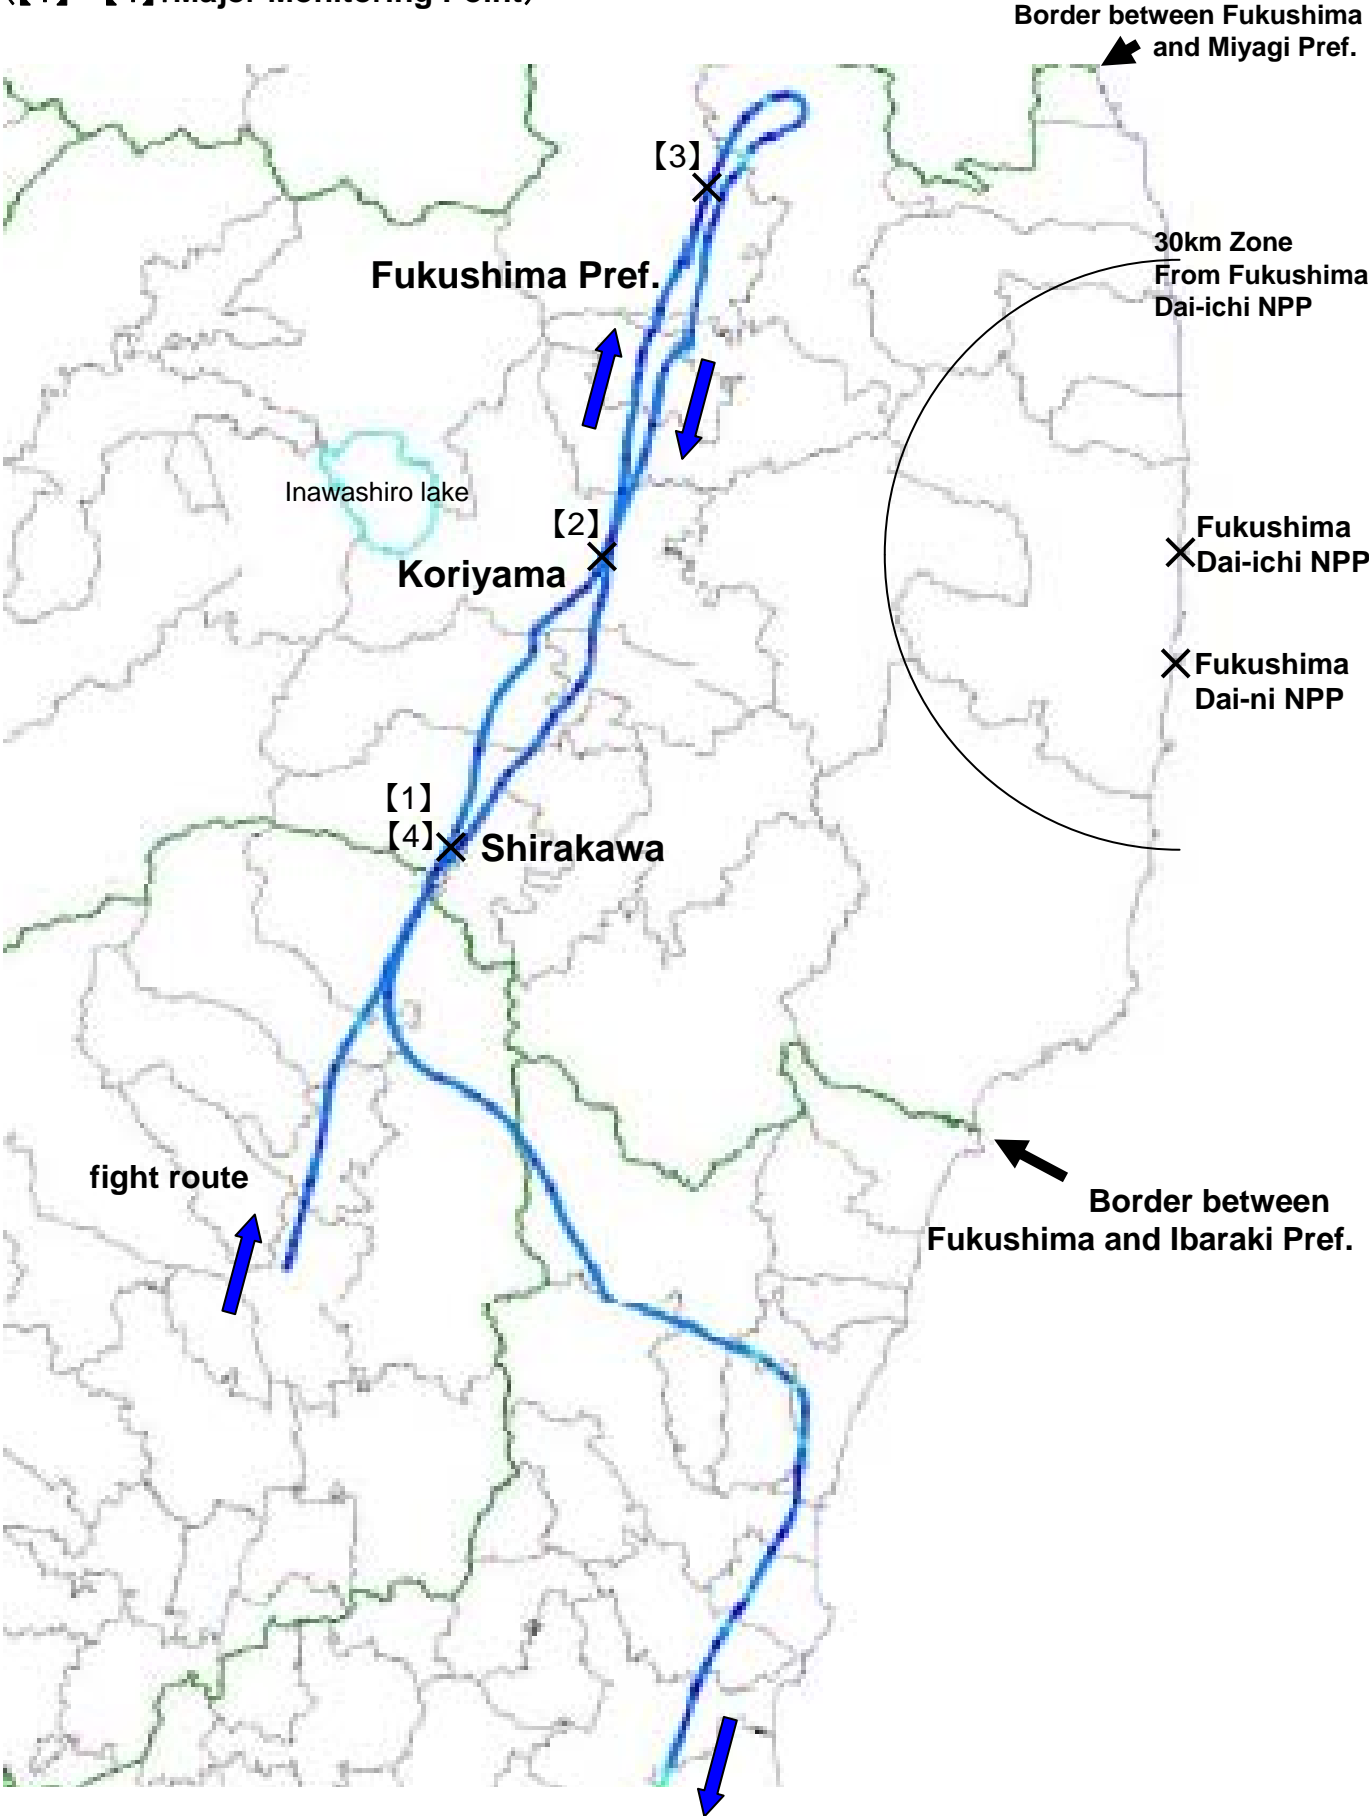 Border between Fukushima
and Miyagi Pref.
【3】
30km Zone
From Fukushima
Dai-ichi NPP
Fukushima Pref.
Inawashiro lake
【2】
Koriyama
Fukushima
Dai-ichi NPP
Fukushima
Dai-ni NPP
【1】
【4】
Shirakawa
fight route
Border between
Fukushima and Ibaraki Pref.